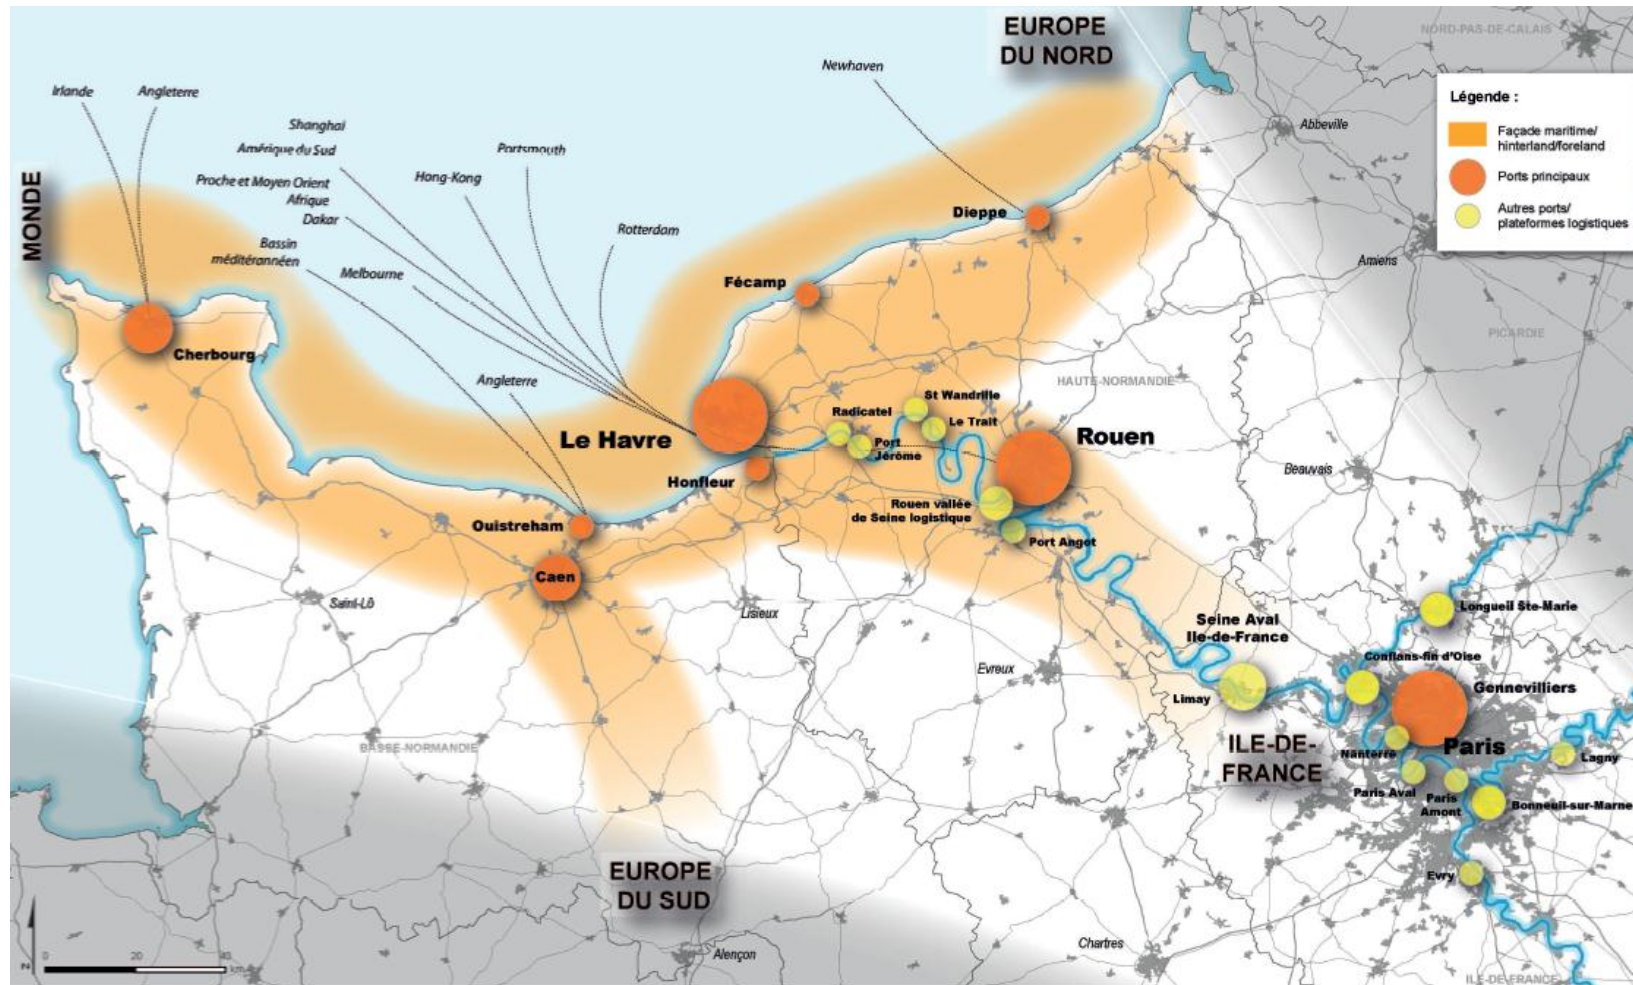 EUROPE
DU NORD
NORD-PAS-DE-CALAIS
Newhaven
Irlande
Angleterre
Shanghai
Amérique du Sud
Portsmouth
Hong-Kong
Proche et Moyen Orient
Afrique
Dakar
Bassin
méditérannéen
Melbourne
Rotterdam
MONDE
Légende :
Façade maritime/
hinterland/foreland
Ports principaux
Autres ports/
plateformes logistiques
Abbeville
Amiens
PICARDIE
Dieppe
Fécamp
Cherbourg
Angleterre
HAUTE-NORMANDIE
St Wandrille
Radicatel
Le Trait
Le Havre
Port
Jérôme
Rouen
Beauvais
Honfleur
Rouen vallée
de Seine logistique
Ouistreham
Port Angot
Caen
Saint-Lô
Lisieux
Longueil Ste-Marie
Seine Aval
Ile-de-France
Conflans-fin d'Oise
Evreux
Limay
Gennevilliers
BASSE-NORMANDIE
ILE-DE-
FRANCE
Nanterre
Paris
Lagny
Paris Aval
Paris
Amont
Bonneuil-sur-Marne
Evry
EUROPE
DU SUD
Chartres
Alençon
N
0 20 40
km
ILE-DE-FRANCE